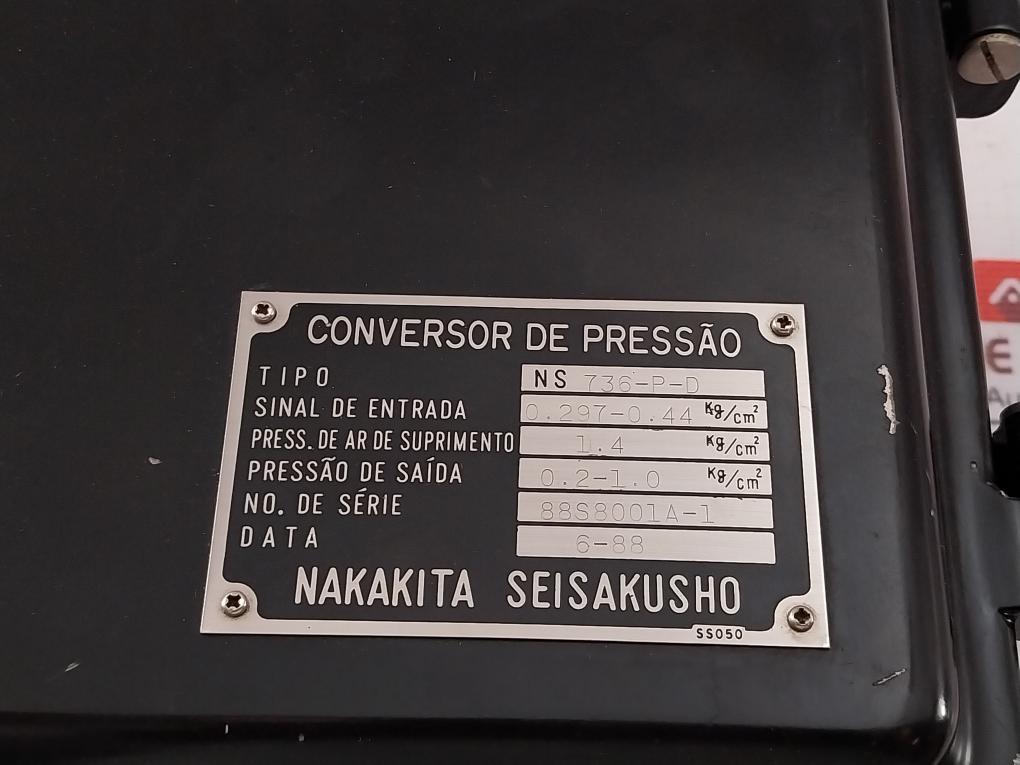 CONVERSOR DE PRESSÃO
TIPO NS 736-P-D
SINAL DE ENTRADA 0.297-0.44 Kg/cm²
PRESS. DE AR DE SUPRIMENTO 1.4 Kg/cm²
PRESSÃO DE SAÍDA 0.2-1.0 Kg/cm²
NO. DE SÉRIE 88S8001A-1
DATA 6-88
NAKAKITA SEISAKUSHO
SS050